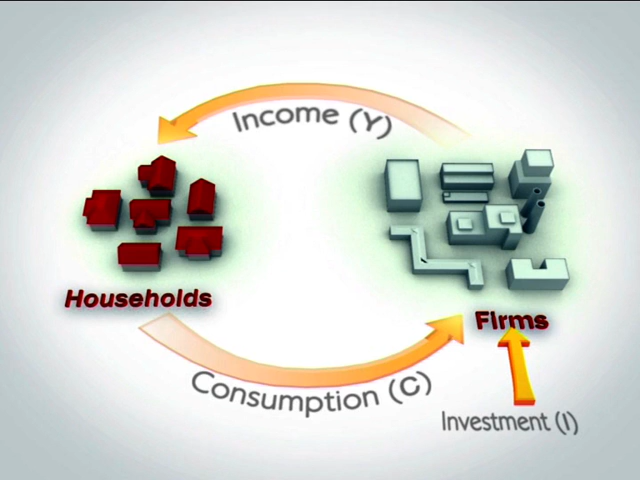 Income (Y)
Households
Firms
Consumption (C)
Investment (I)